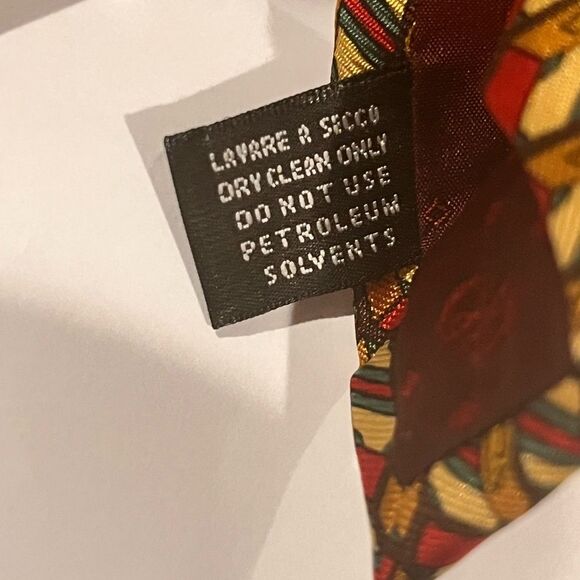 LAVARE A SECCO
DRY CLEAN ONLY
DO NOT USE
PETROLEUM
SOLVENTS